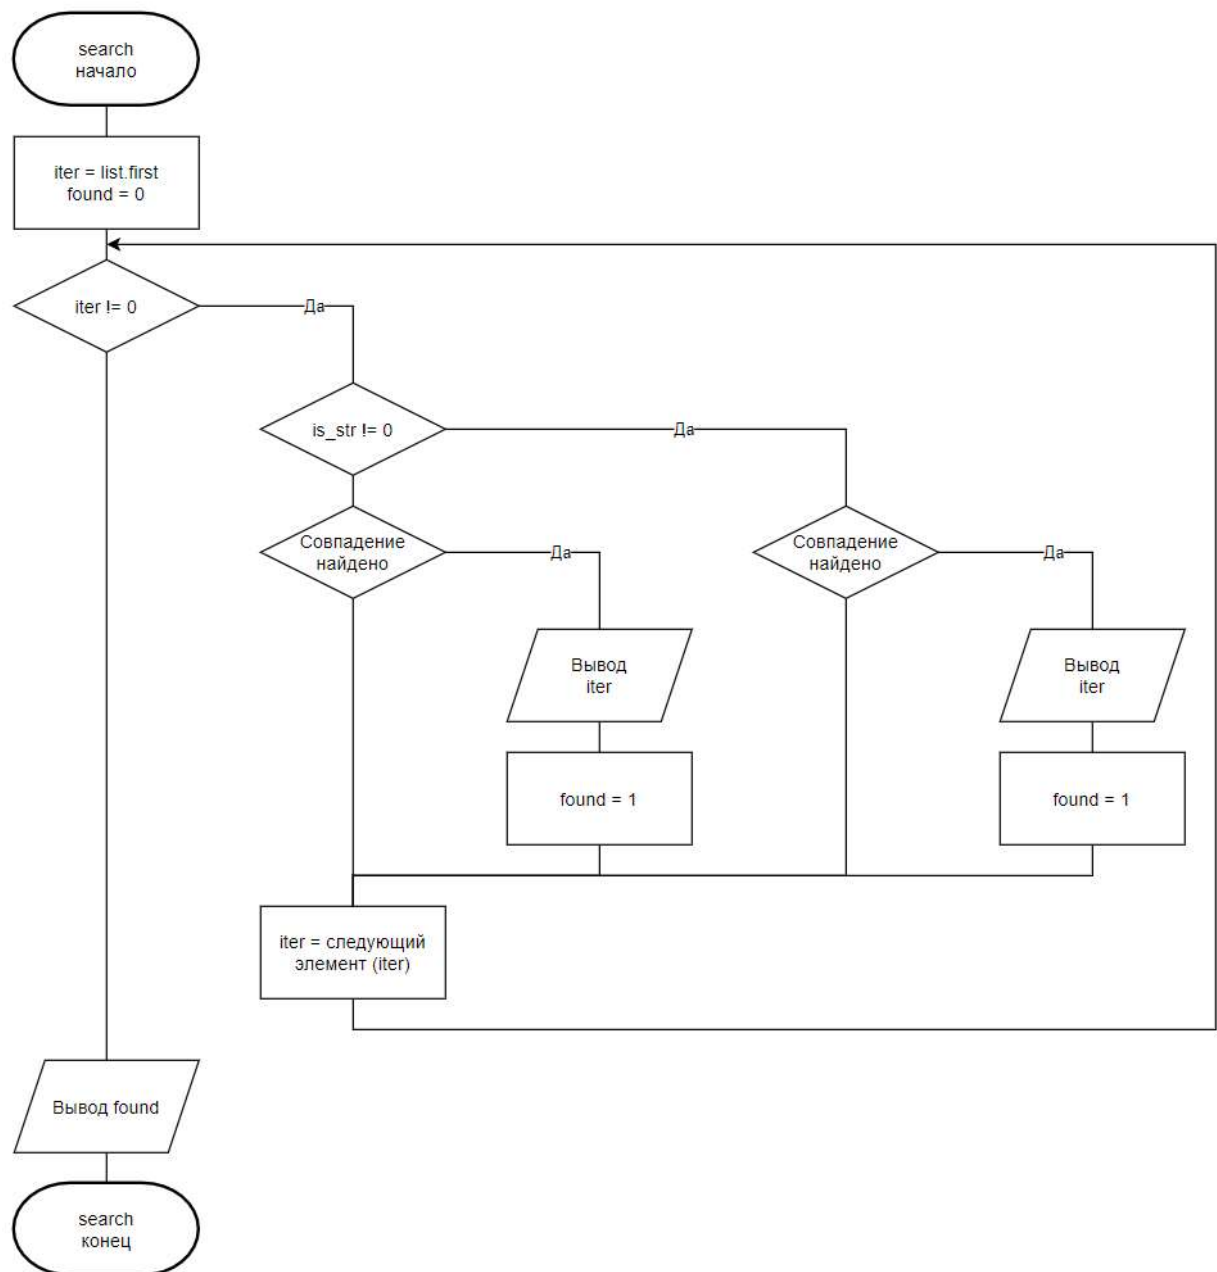 search
начало
iter = list.first
found = 0
iter != 0
Да
is_str != 0
Да
Совпадение
найдено
Да
Совпадение
найдено
Да
Вывод
iter
Вывод
iter
found = 1
found = 1
iter = следующий
элемент (iter)
Вывод found
search
конец